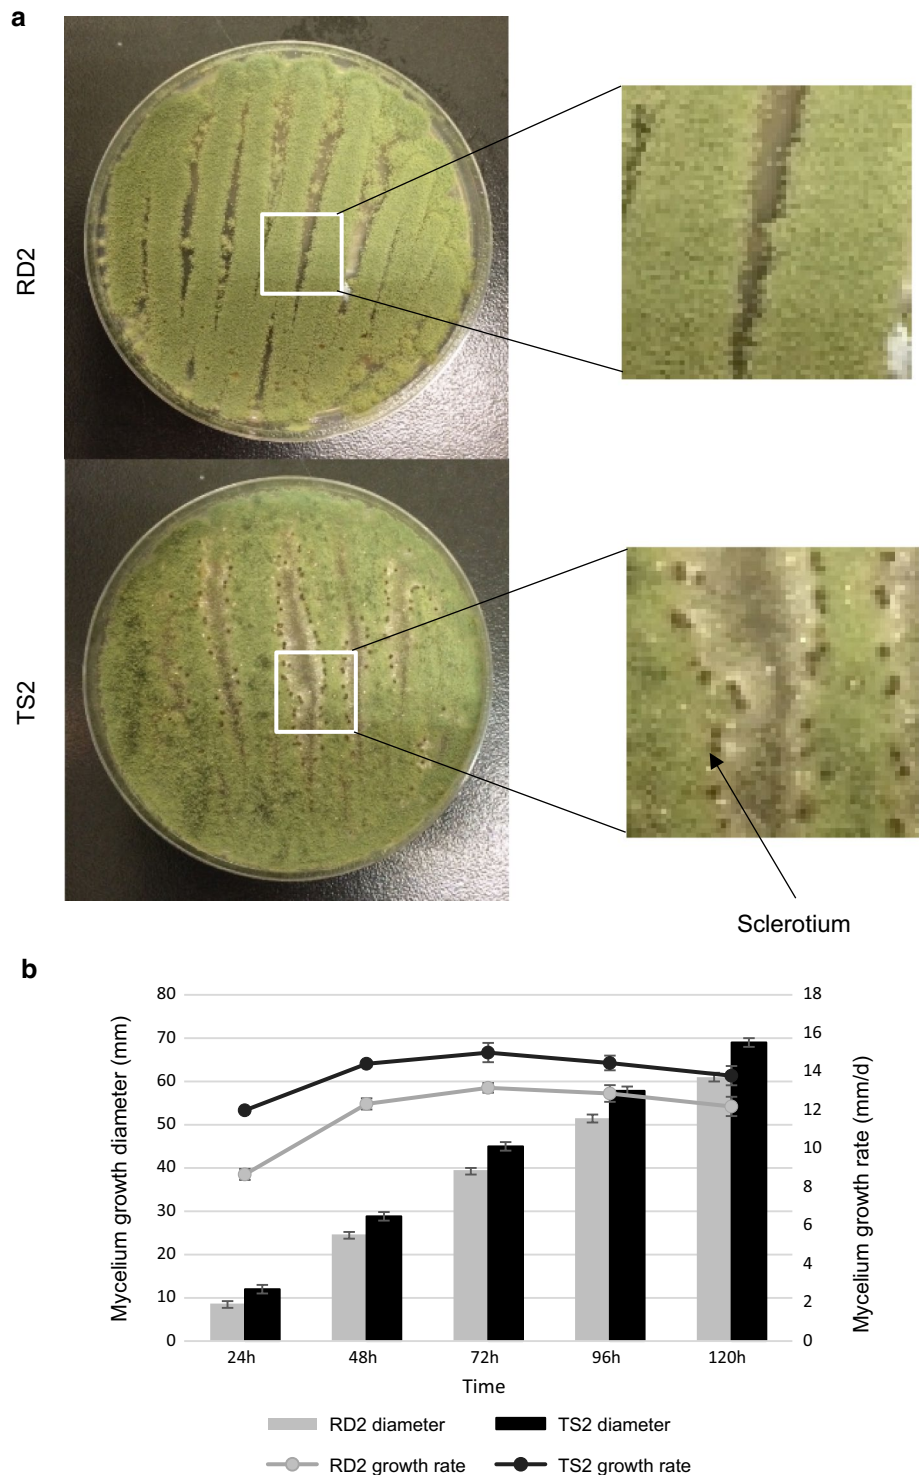 a
RD2
TS2
Sclerotium
b
Mycelium growth diameter (mm)
80
70
60
50
40
30
20
10
0
18
16
14
12
10
8
6
4
2
0
Mycelium growth rate (mm/d)
24h 48h 72h 96h 120h
Time
RD2 diameter TS2 diameter
RD2 growth rate TS2 growth rate